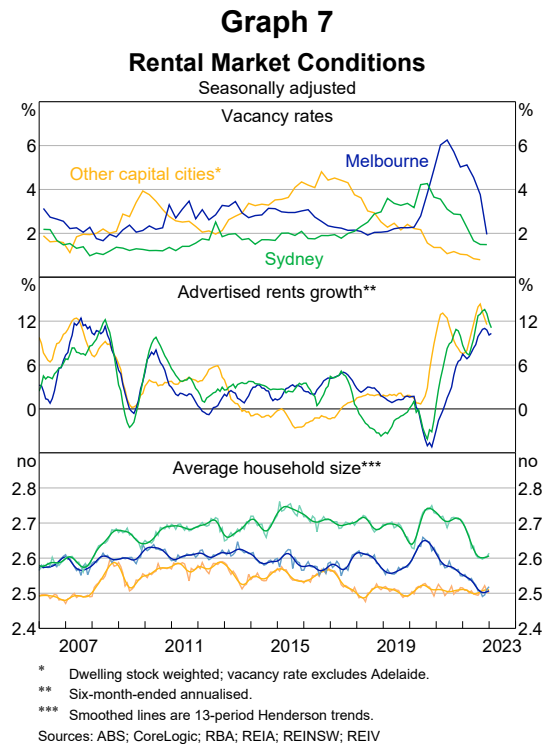 Graph 7
Rental Market Conditions
Seasonally adjusted
% %
Vacancy rates
6 6
Melbourne
Other capital cities*
4 4
2 2
Sydney
% %
Advertised rents growth**
12 12
6 6
0 0
no no
Average household size***
2.8 2.8
2.7 2.7
2.6 2.6
2.5 2.5
2.4 2.4
2007 2011 2015 2019 2023
* Dwelling stock weighted; vacancy rate excludes Adelaide.
** Six-month-ended annualised.
*** Smoothed lines are 13-period Henderson trends.
Sources: ABS; CoreLogic; RBA; REIA; REINSW; REIV